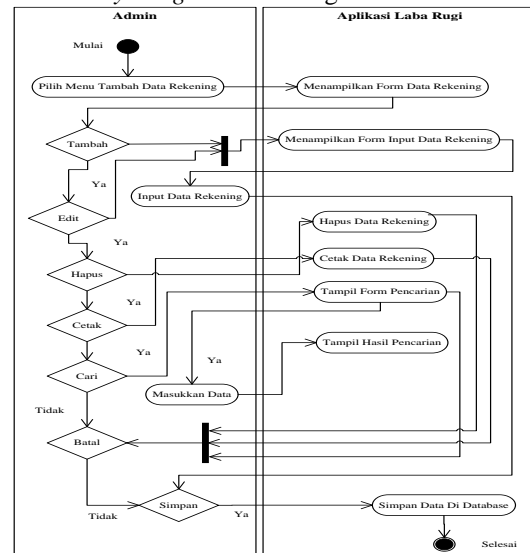 Admin
Aplikasi Laba Rugi
Mulai
Pilih Menu Tambah Data Rekening
Menampilkan Form Data Rekening
Tambah
Menampilkan Form Input Data Rekening
Ya
Input Data Rekening
Edit
Hapus Data Rekening
Ya
Cetak Data Rekening
Hapus
Tampil Form Pencarian
Ya
Cetak
Tampil Hasil Pencarian
Ya
Ya
Cari
Masukkan Data
Tidak
Batal
Simpan
Simpan Data Di Database
Tidak
Ya
Selesai